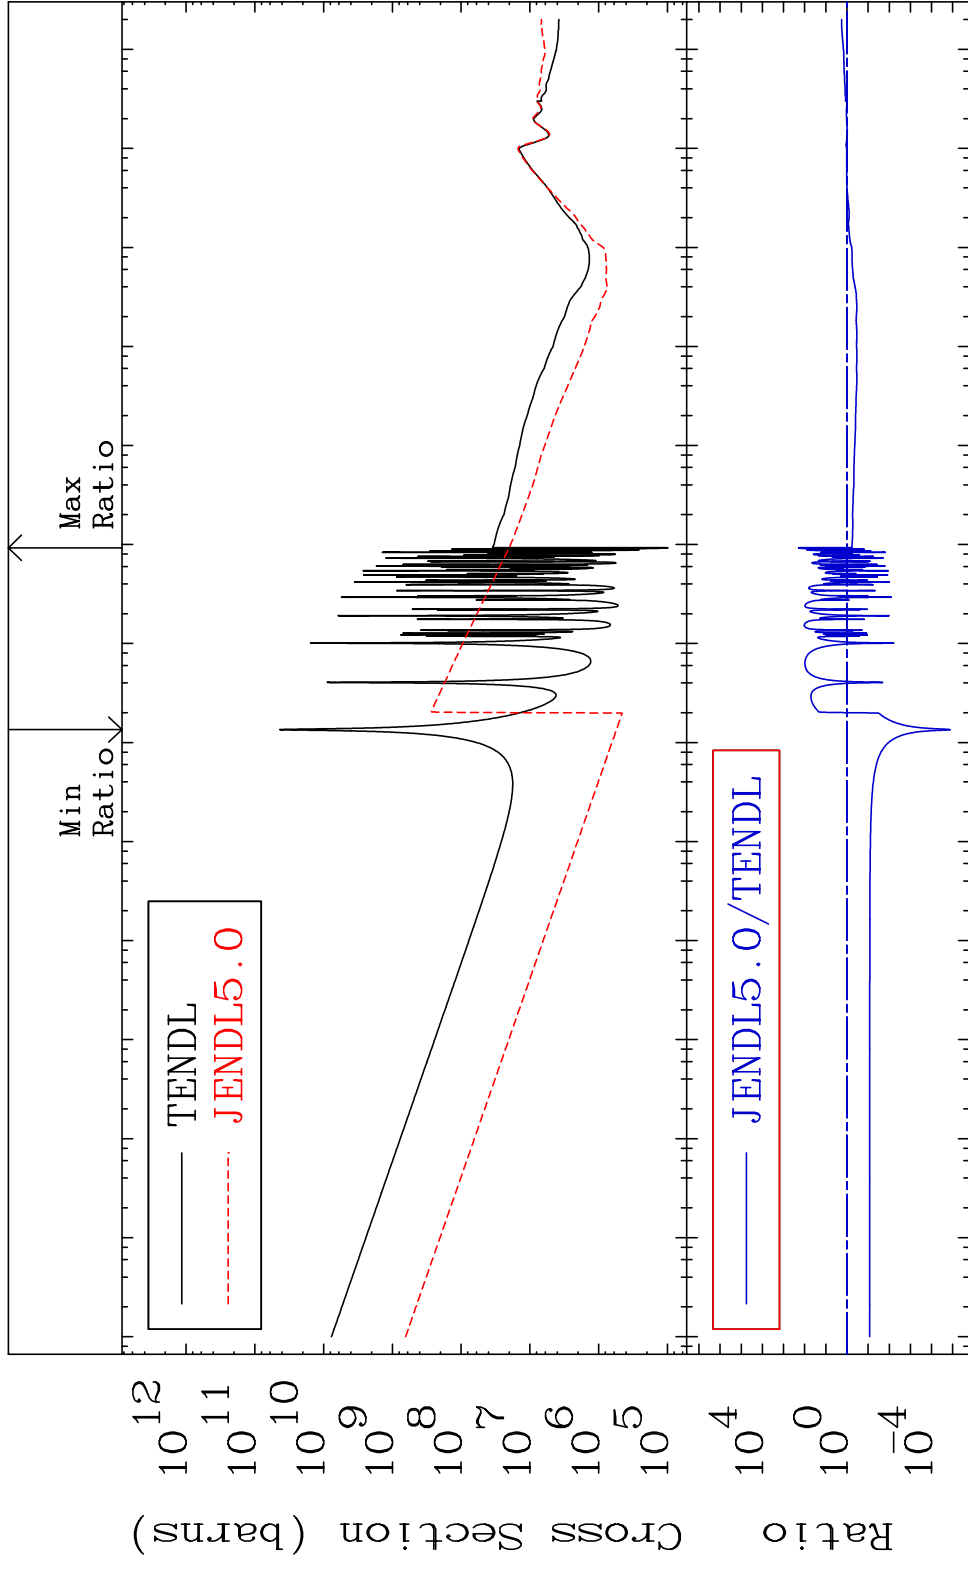 Min
Ratio
Max
Ratio
TENDL
JENDL5.0
Cross Section (barns)
10 12
10 11
10 10
10 9
10 8
10 7
10 6
10 5
JENDL5.0/TENDL
Ratio
10 4
10 0
10 -4